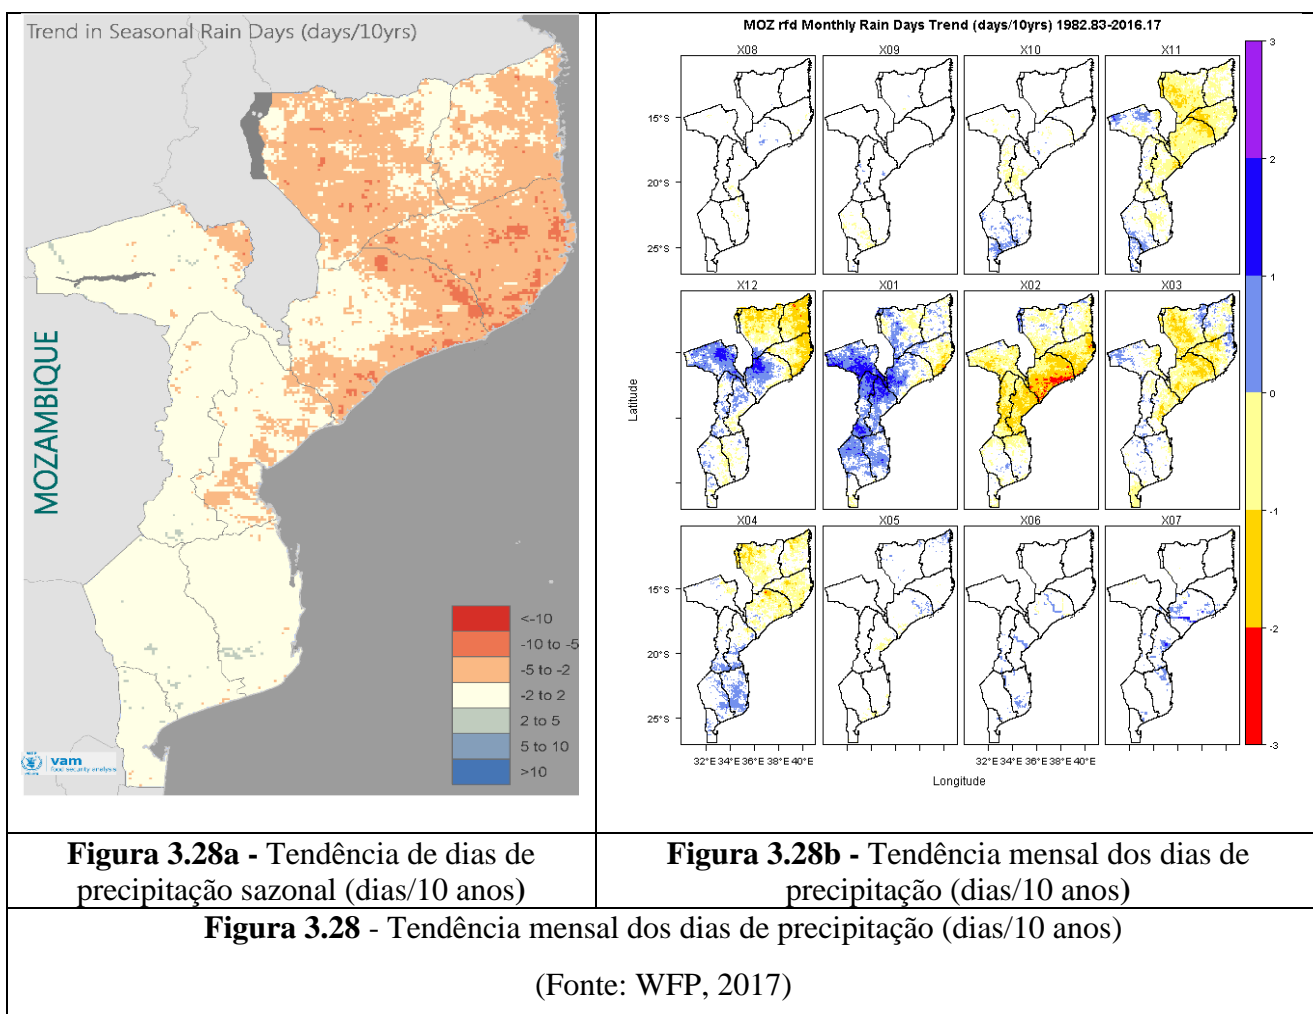 Trend in Seasonal Rain Days (days/10yrs)
MOZAMBIQUE
<-10
-10 to -5
-5 to -2
-2 to 2
2 to 5
5 to 10
>10
vam
food security analysis
MOZ rfd Monthly Rain Days Trend (days/10yrs) 1982.83-2016.17
X08
X09
X10
X11
15°S
20°S
25°S
X12
X01
X02
X03
Latitude
X04
X05
X06
X07
15°S
20°S
25°S
32°E 34°E 36°E 38°E 40°E
32°E 34°E 36°E 38°E 40°E
Longitude
3
2
1
0
-1
-2
-3
Figura 3.28a - Tendência de dias de
precipitação sazonal (dias/10 anos)
Figura 3.28b - Tendência mensal dos dias de
precipitação (dias/10 anos)
Figura 3.28 - Tendência mensal dos dias de precipitação (dias/10 anos)
(Fonte: WFP, 2017)